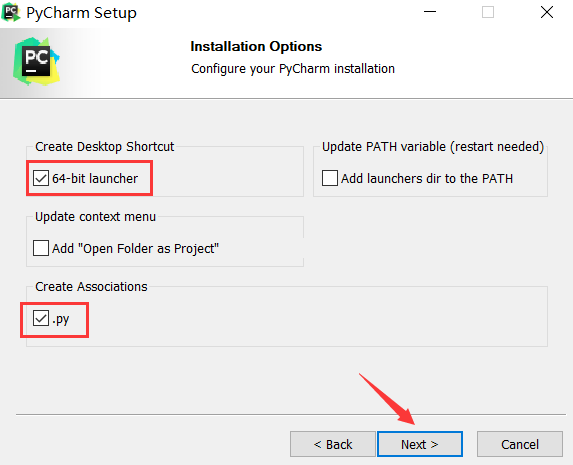 PyCharm Setup
PC
Installation Options
Configure your PyCharm installation
Create Desktop Shortcut
64-bit launcher
Update PATH variable (restart needed)
Add launchers dir to the PATH
Update context menu
Add "Open Folder as Project"
Create Associations
.py
< Back
Next >
Cancel